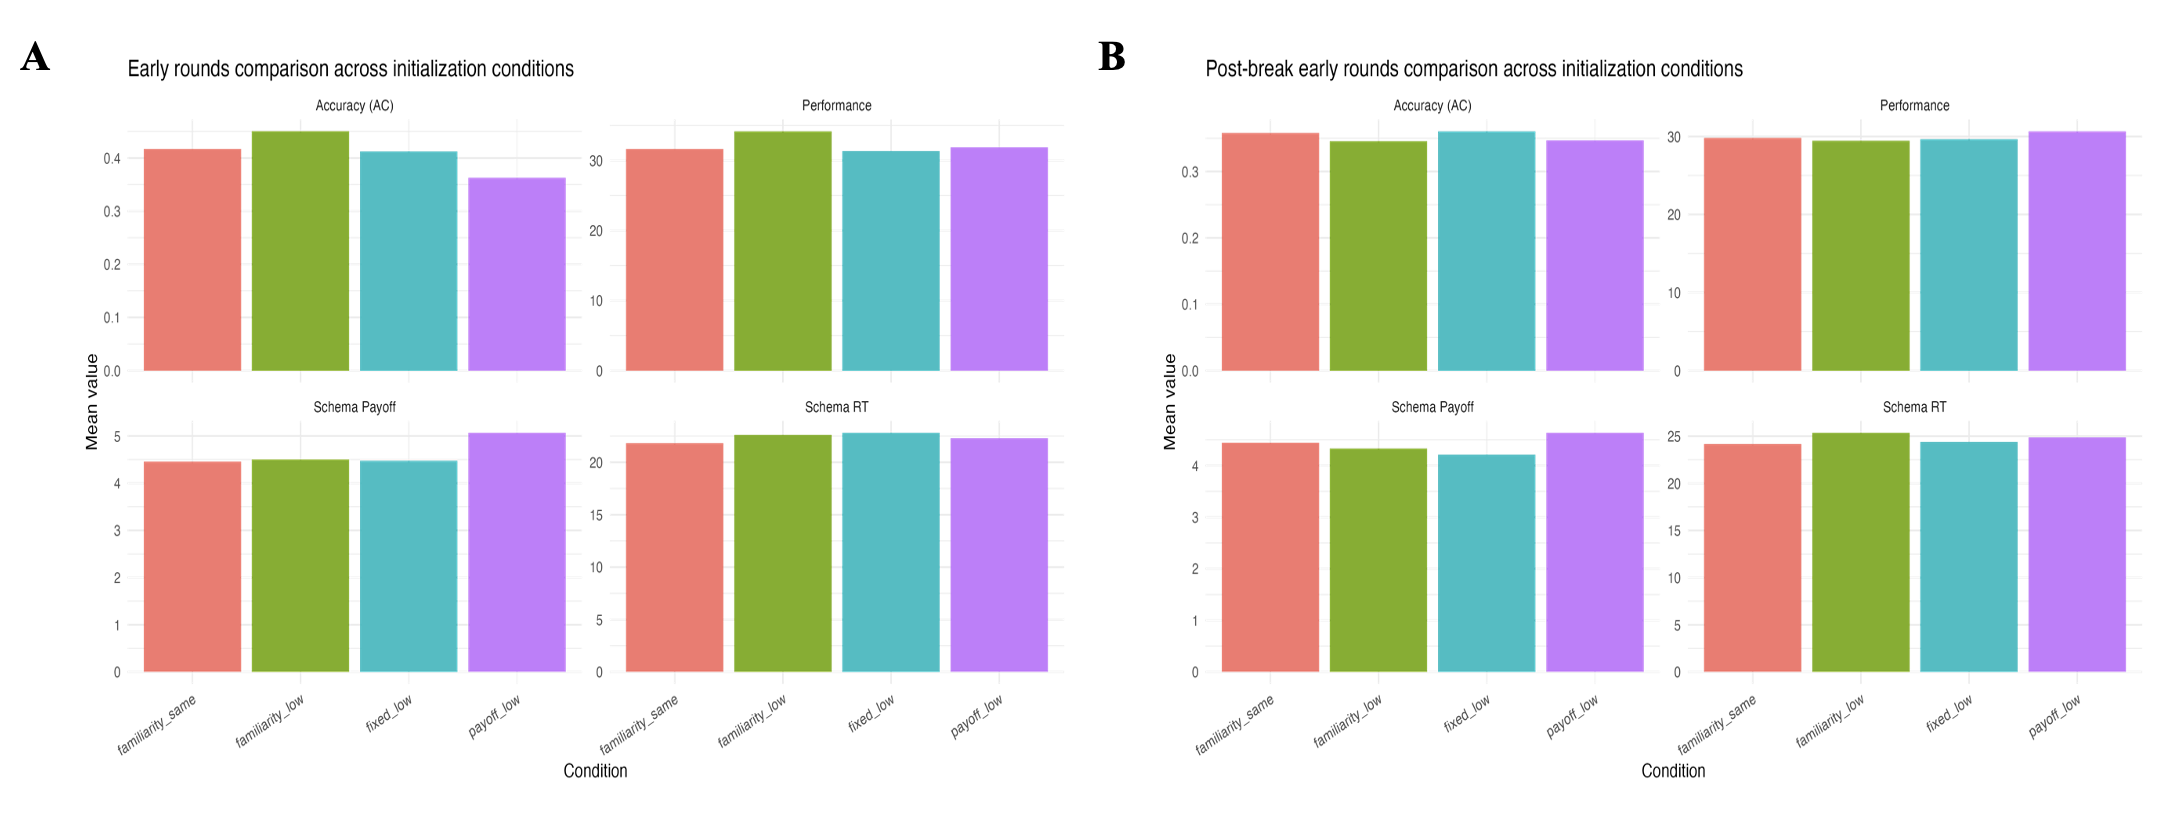 A
Early rounds comparison across initialization conditions
Accuracy (AC)
Performance
0.4
0.3
0.2
0.1
0.0
30
20
10
0
Schema Payoff
Schema RT
5
4
3
2
1
0
20
15
10
5
0
Mean value
familiarity_same
familiarity_low
fixed_low
payoff_low
familiarity_same
familiarity_low
fixed_low
payoff_low
Condition
B
Post-break early rounds comparison across initialization conditions
Accuracy (AC)
Performance
0.3
0.2
0.1
0.0
30
20
10
0
Schema Payoff
Schema RT
4
3
2
1
0
25
20
15
10
5
0
Mean value
familiarity_same
familiarity_low
fixed_low
payoff_low
familiarity_same
familiarity_low
fixed_low
payoff_low
Condition